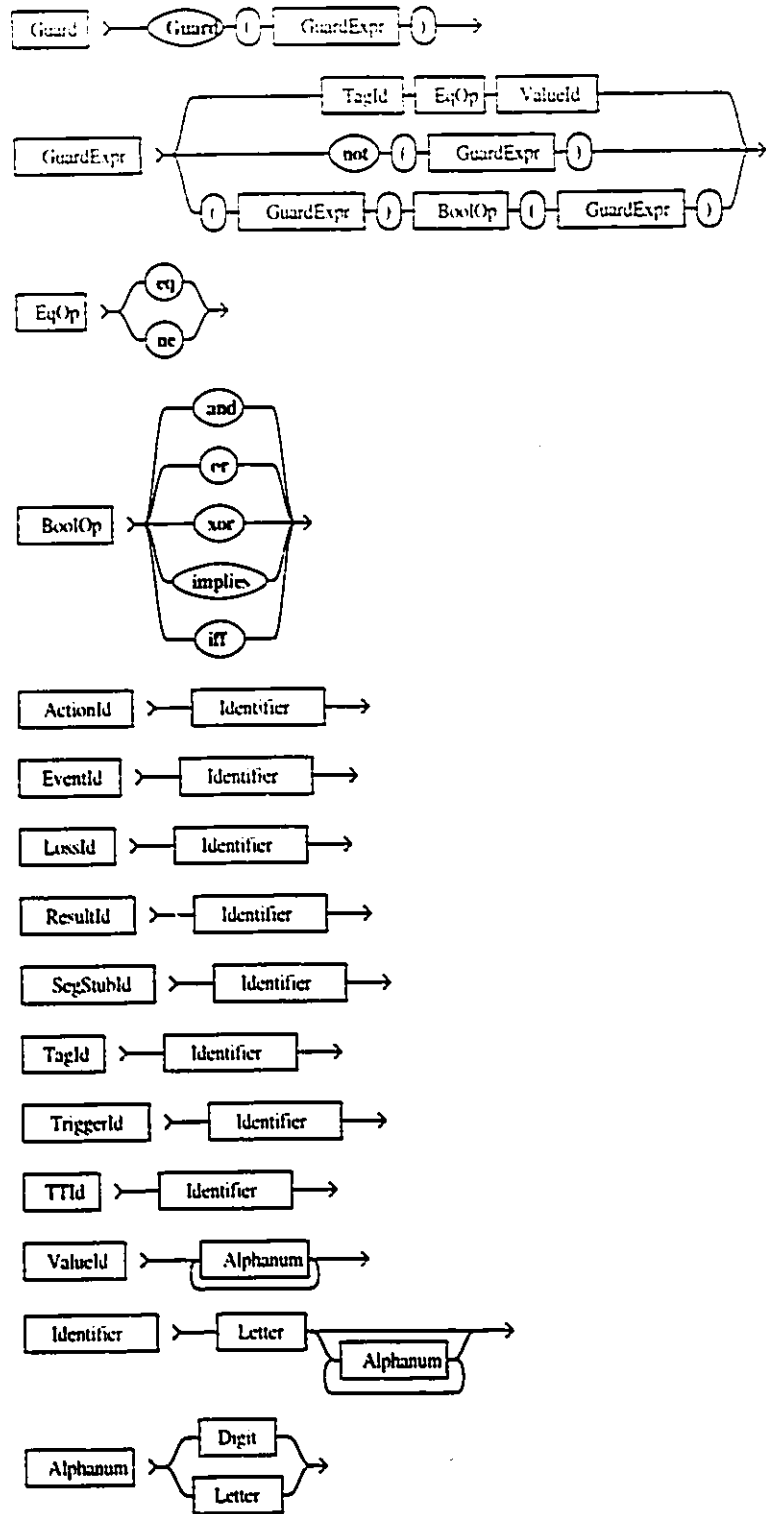 Guard Guard ( GuardExpr )
TagId EqOp ValueId
GuardExpr not ( GuardExpr )
( GuardExpr ) BoolOp ( GuardExpr )
eq
EqOp
ne
and
or
BoolOp xor
implies
iff
ActionId Identifier
EventId Identifier
LossId Identifier
ResultId Identifier
SegStubId Identifier
TagId Identifier
TriggerId Identifier
TTId Identifier
ValueId Alphanum
Identifier Letter
Alphanum
Digit
Alphanum
Letter